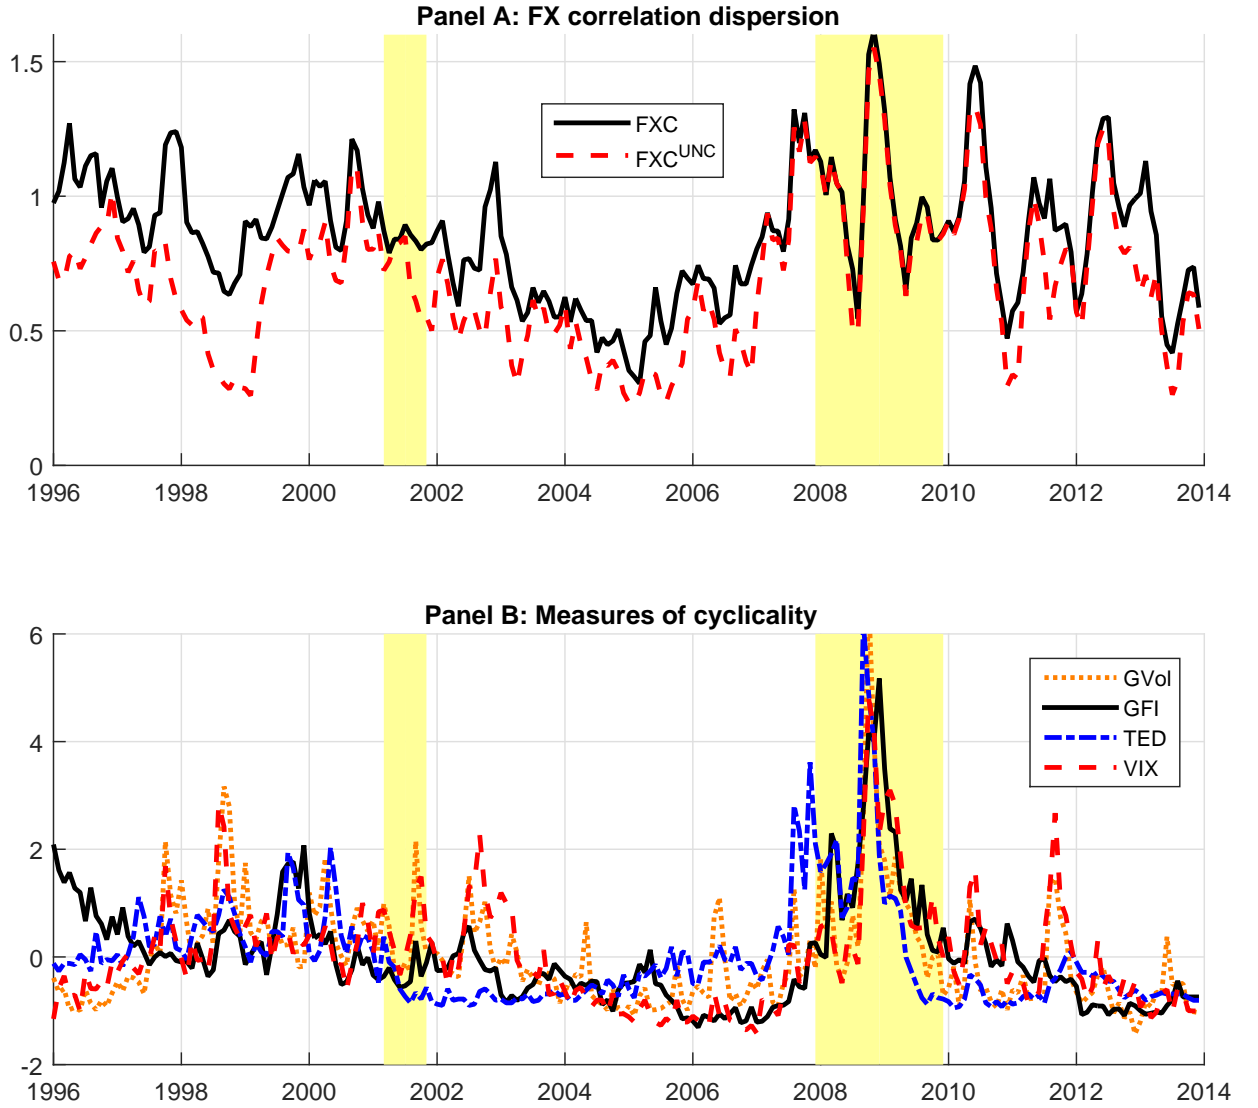 Panel A: FX correlation dispersion
1.5
1
0.5
0
FXC
FXC^UNC
1996 1998 2000 2002 2004 2006 2008 2010 2012 2014
Panel B: Measures of cyclicality
6
4
2
0
-2
GVol
GFI
TED
VIX
1996 1998 2000 2002 2004 2006 2008 2010 2012 2014